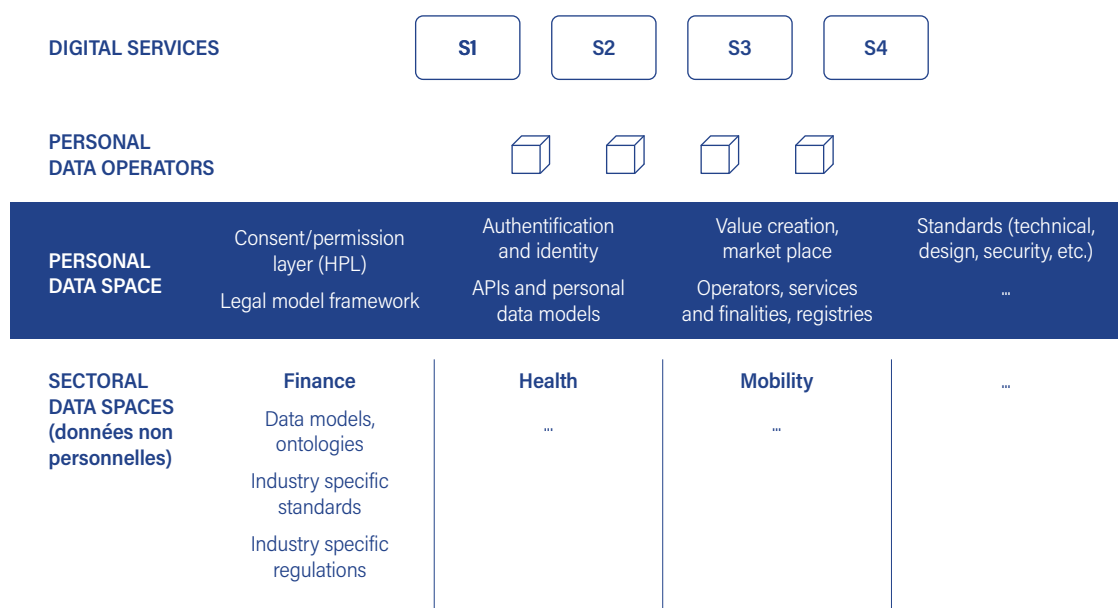 DIGITAL SERVICES
S1
S2
S3
S4
PERSONAL
DATA OPERATORS
PERSONAL
DATA SPACE
Consent/permission
layer (HPL)
Legal model framework
Authentification
and identity
APIs and personal
data models
Value creation,
market place
Operators, services
and finalities, registries
Standards (technical,
design, security, etc.)
...
SECTORAL
DATA SPACES
(données non
personnelles)
Finance
Data models,
ontologies
Industry specific
standards
Industry specific
regulations
Health
...
Mobility
...
...